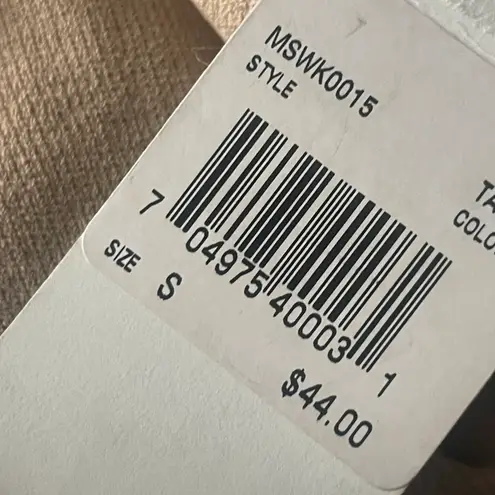 MSWK0015
STYLE
TA
COLO
7 04975 40003 1
SIZE S
$44.00